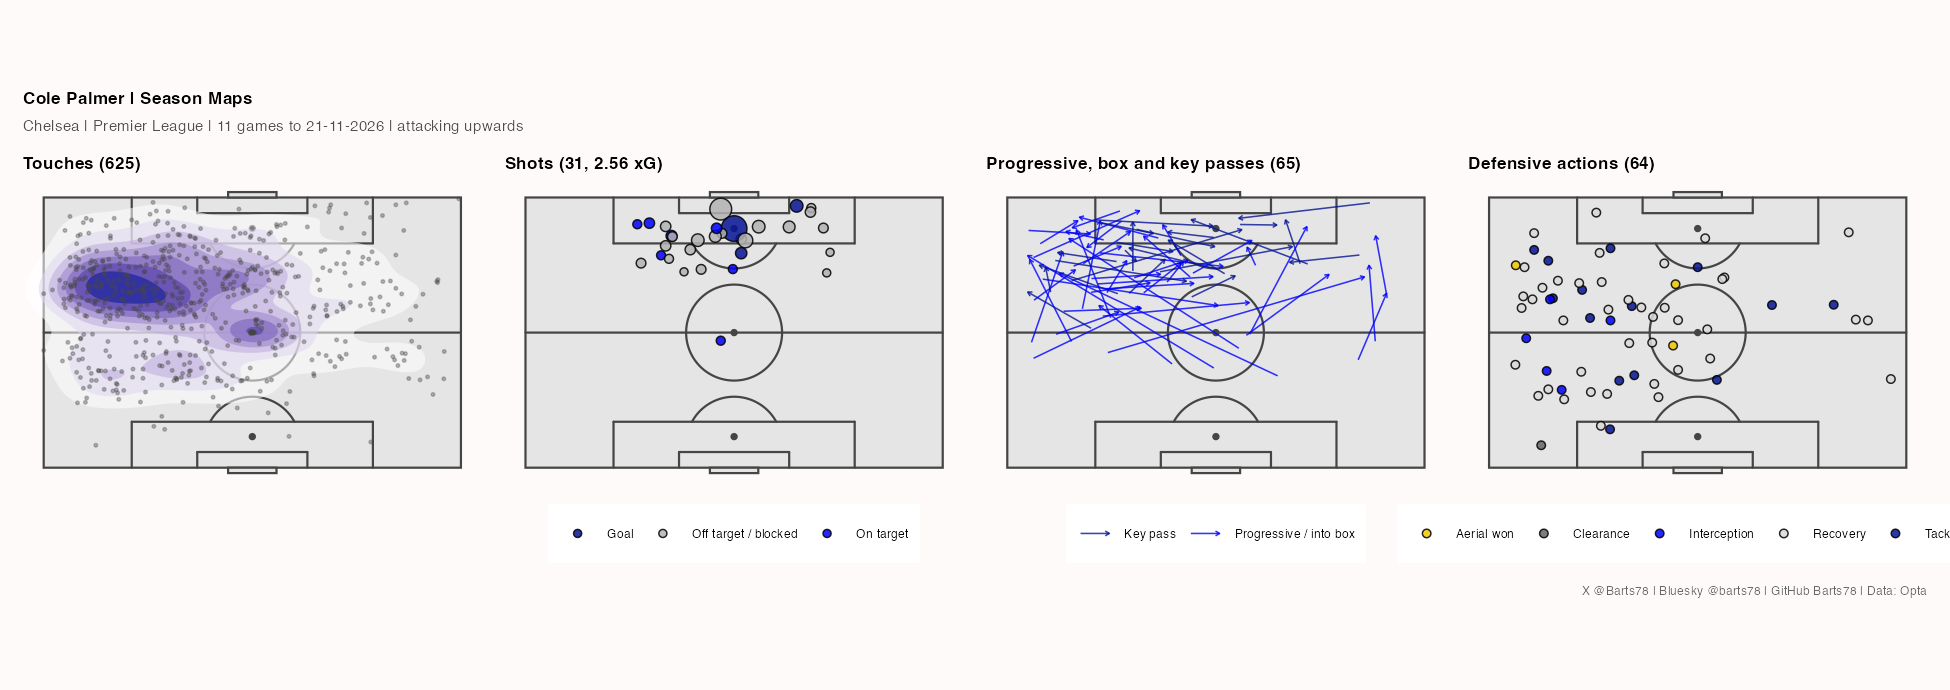 Cole Palmer | Season Maps
Chelsea | Premier League | 11 games to 21-11-2026 | attacking upwards
Touches (625)
Shots (31, 2.56 xG)
Progressive, box and key passes (65)
Defensive actions (64)
Goal Off target / blocked On target
Key pass Progressive / into box
Aerial won Clearance Interception Recovery Tack
X @Barts78 | Bluesky @barts78 | GitHub Barts78 | Data: Opta